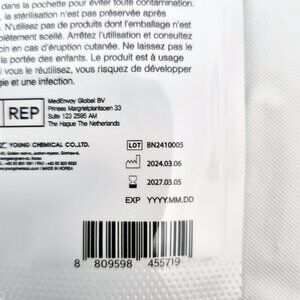 dans la pochette pour éviter toute contamination.
la stérilisation n'est pas préservée après
N'utilisez pas de produits dont l'emballage n'est
plètement scellé. Arrêtez l'utilisation et consultez
cin en cas d'éruption cutanée. Ne laissez pas le
la portée des enfants. Le produit est à usage
i vous le réutilisez, vous risquez de développer
gie et une infection.
REP
MedEnvoy Global BV
Prinses Margrietplantsoen 33
Suite 123 2595 AM
The Hague The Netherlands
YOUNG CHEMICAL CO.,LTD.
MADE IN KOREA
LOT BN2410005
2024.03.06
2027.03.05
EXP YYYY.MM.DD
8 809598 455719